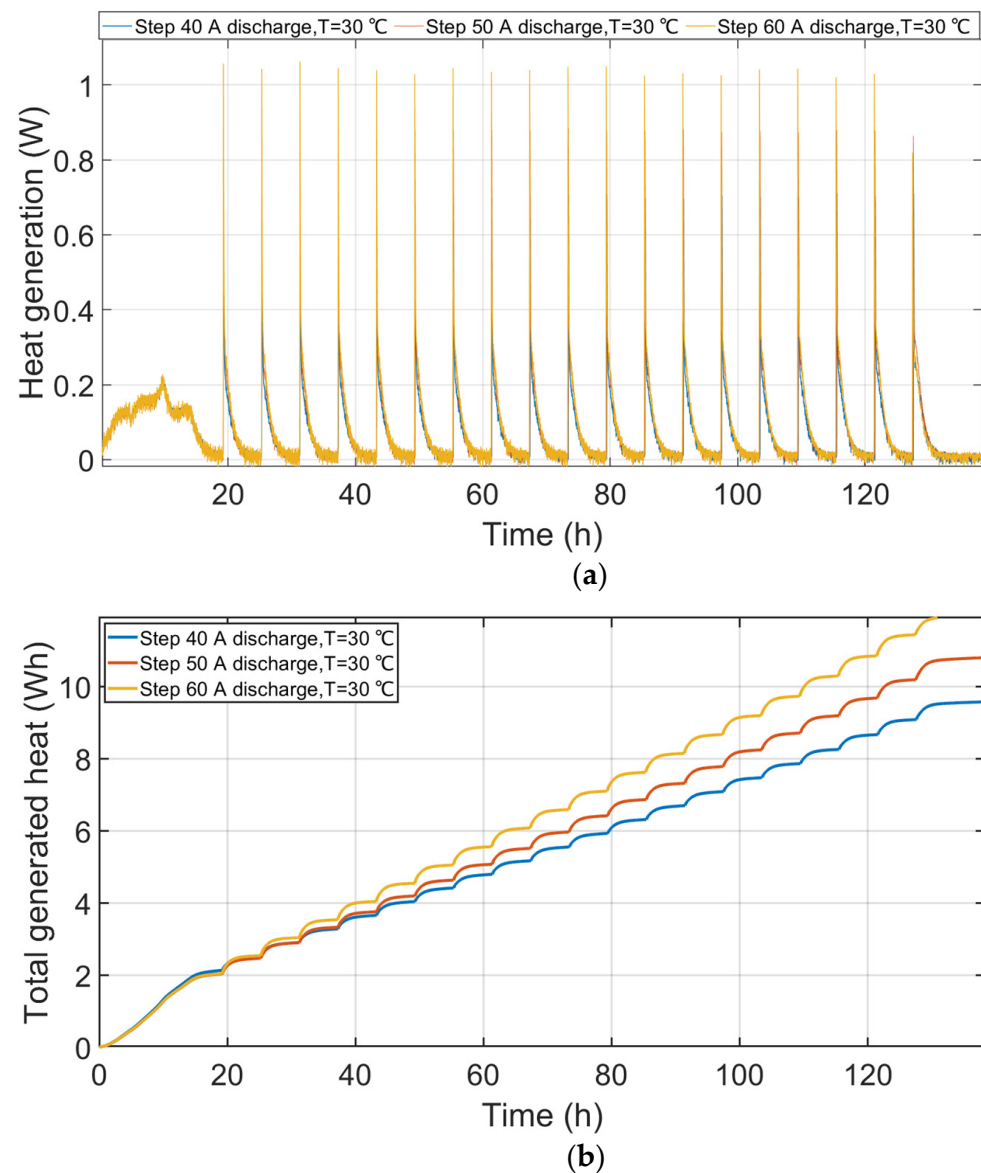 Step 40 A discharge,T=30 ℃ Step 50 A discharge,T=30 ℃ Step 60 A discharge,T=30 ℃
1
0.8
0.6
0.4
0.2
0
Heat generation (W)
20 40 60 80 100 120
Time (h)
(a)
Step 40 A discharge,T=30 ℃
Step 50 A discharge,T=30 ℃
Step 60 A discharge,T=30 ℃
10
8
6
4
2
0
Total generated heat (Wh)
0 20 40 60 80 100 120
Time (h)
(b)